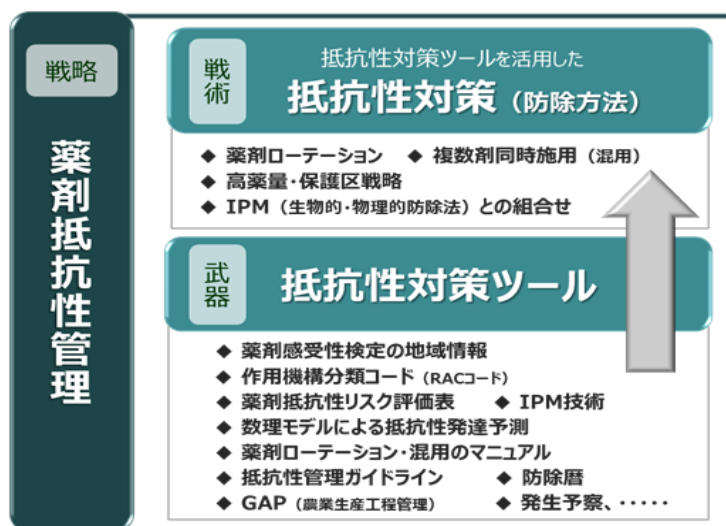 戦略
薬剤抵抗性管理
戦術
抵抗性対策ツールを活用した
抵抗性対策（防除方法）
◆ 薬剤ローテーション ◆ 複数剤同時施用（混用）
◆ 高薬量・保護区戦略
◆ IPM（生物的・物理的防除法）との組合せ
武器
抵抗性対策ツール
◆ 薬剤感受性検定の地域情報
◆ 作用機構分類コード（RACコード）
◆ 薬剤抵抗性リスク評価表 ◆ IPM技術
◆ 数理モデルによる抵抗性発達予測
◆ 薬剤ローテーション・混用のマニュアル
◆ 抵抗性管理ガイドライン ◆ 防除暦
◆ GAP（農業生産工程管理） ◆ 発生予察、・・・・・